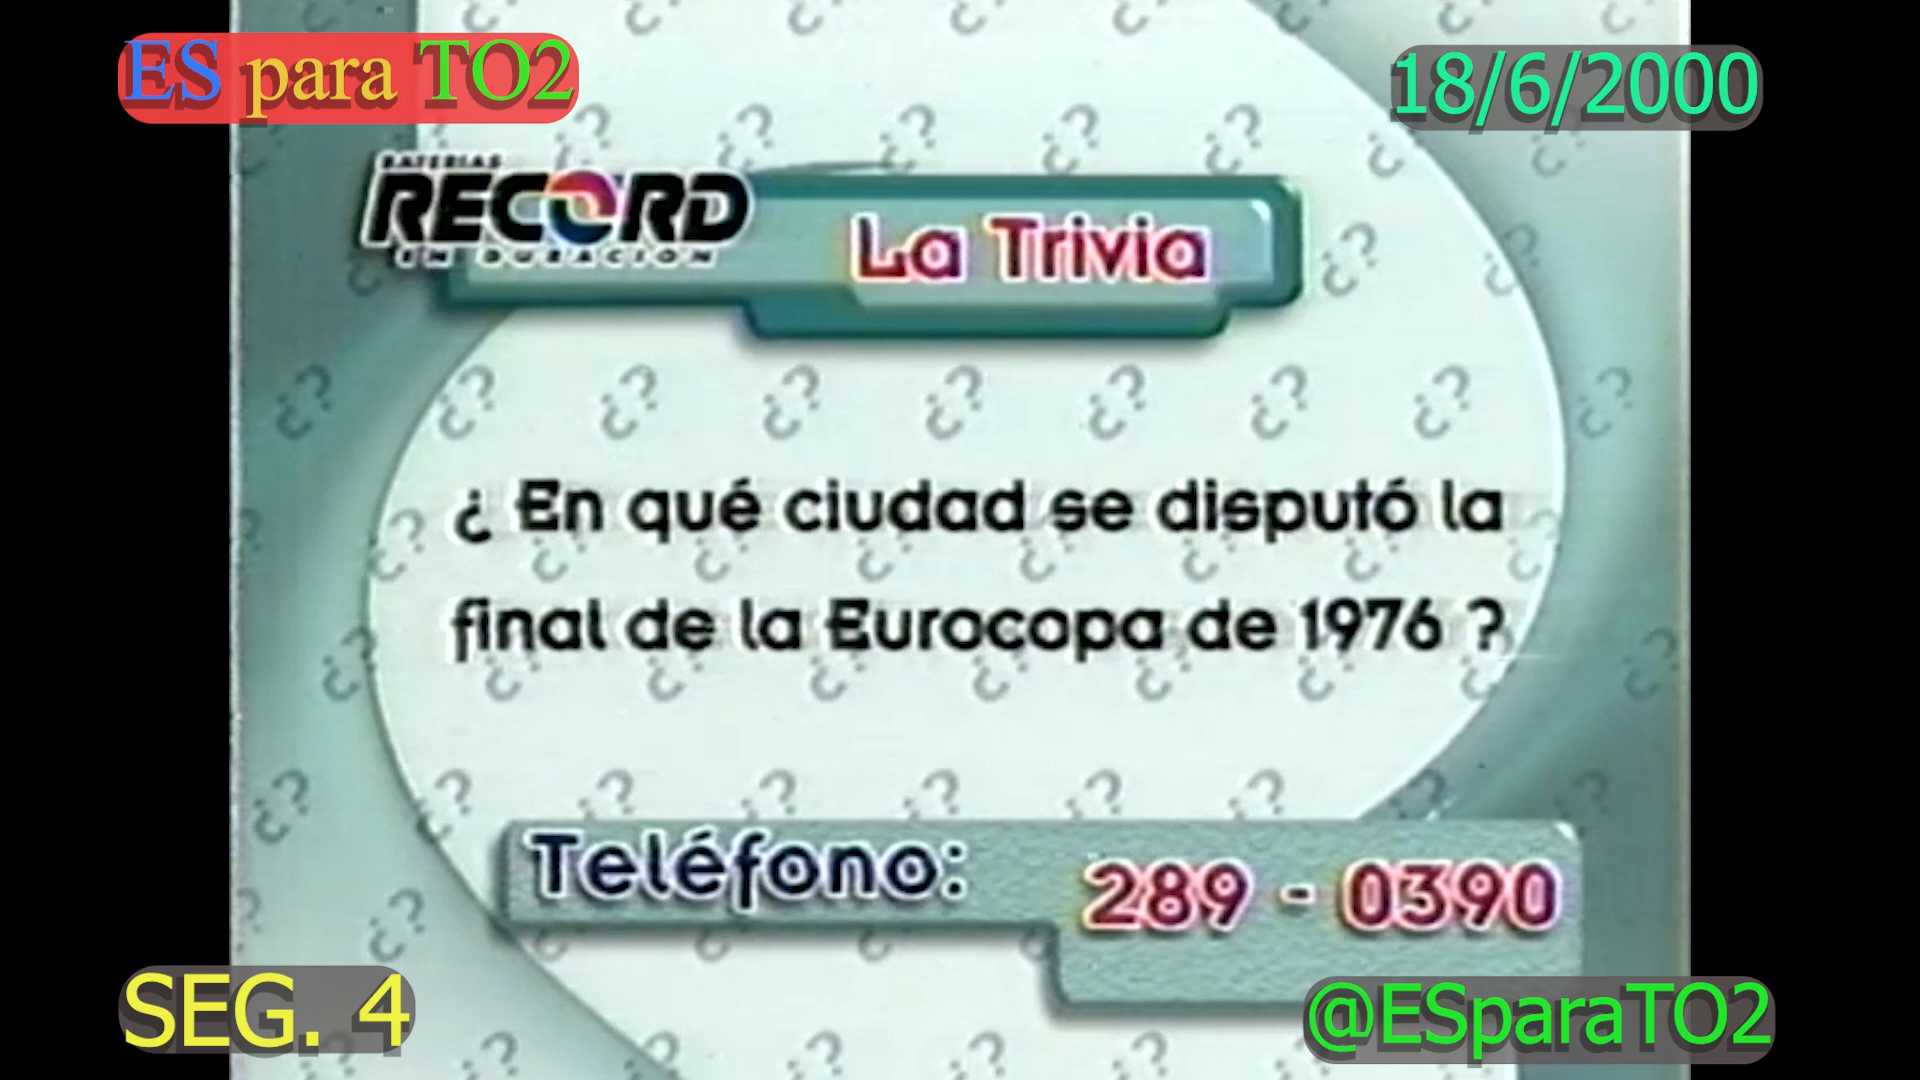 ES para TO2
18/6/2000
BATERIAS
RECORD
EN DURACION
La Trivia
¿ En qué ciudad se disputó la
final de la Eurocopa de 1976 ?
Teléfono:
289 - 0390
SEG. 4
@ESparaTO2